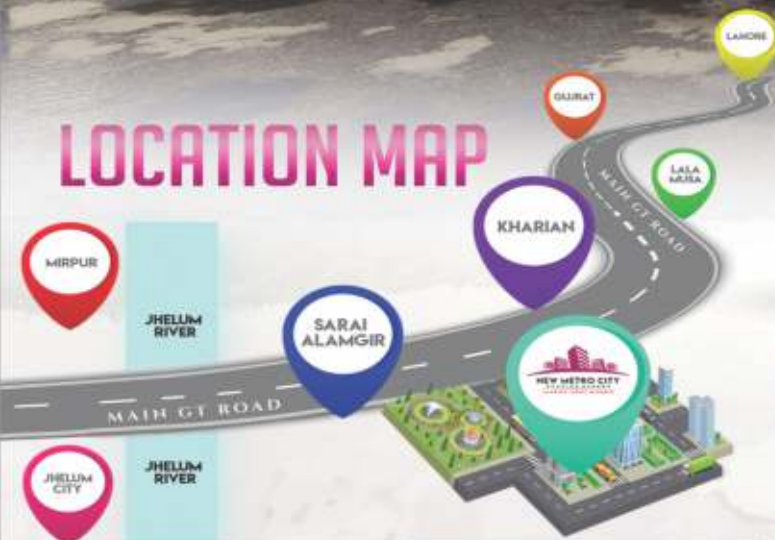 LAHORE
GUJRAT
LOCATION MAP
LALA
MUSA
MAIN GT ROAD
KHARIAN
MIRPUR
JHELUM
RIVER
SARAI
ALAMGIR
NEW METRO CITY
MAIN GT ROAD
JHELUM
CITY
JHELUM
RIVER